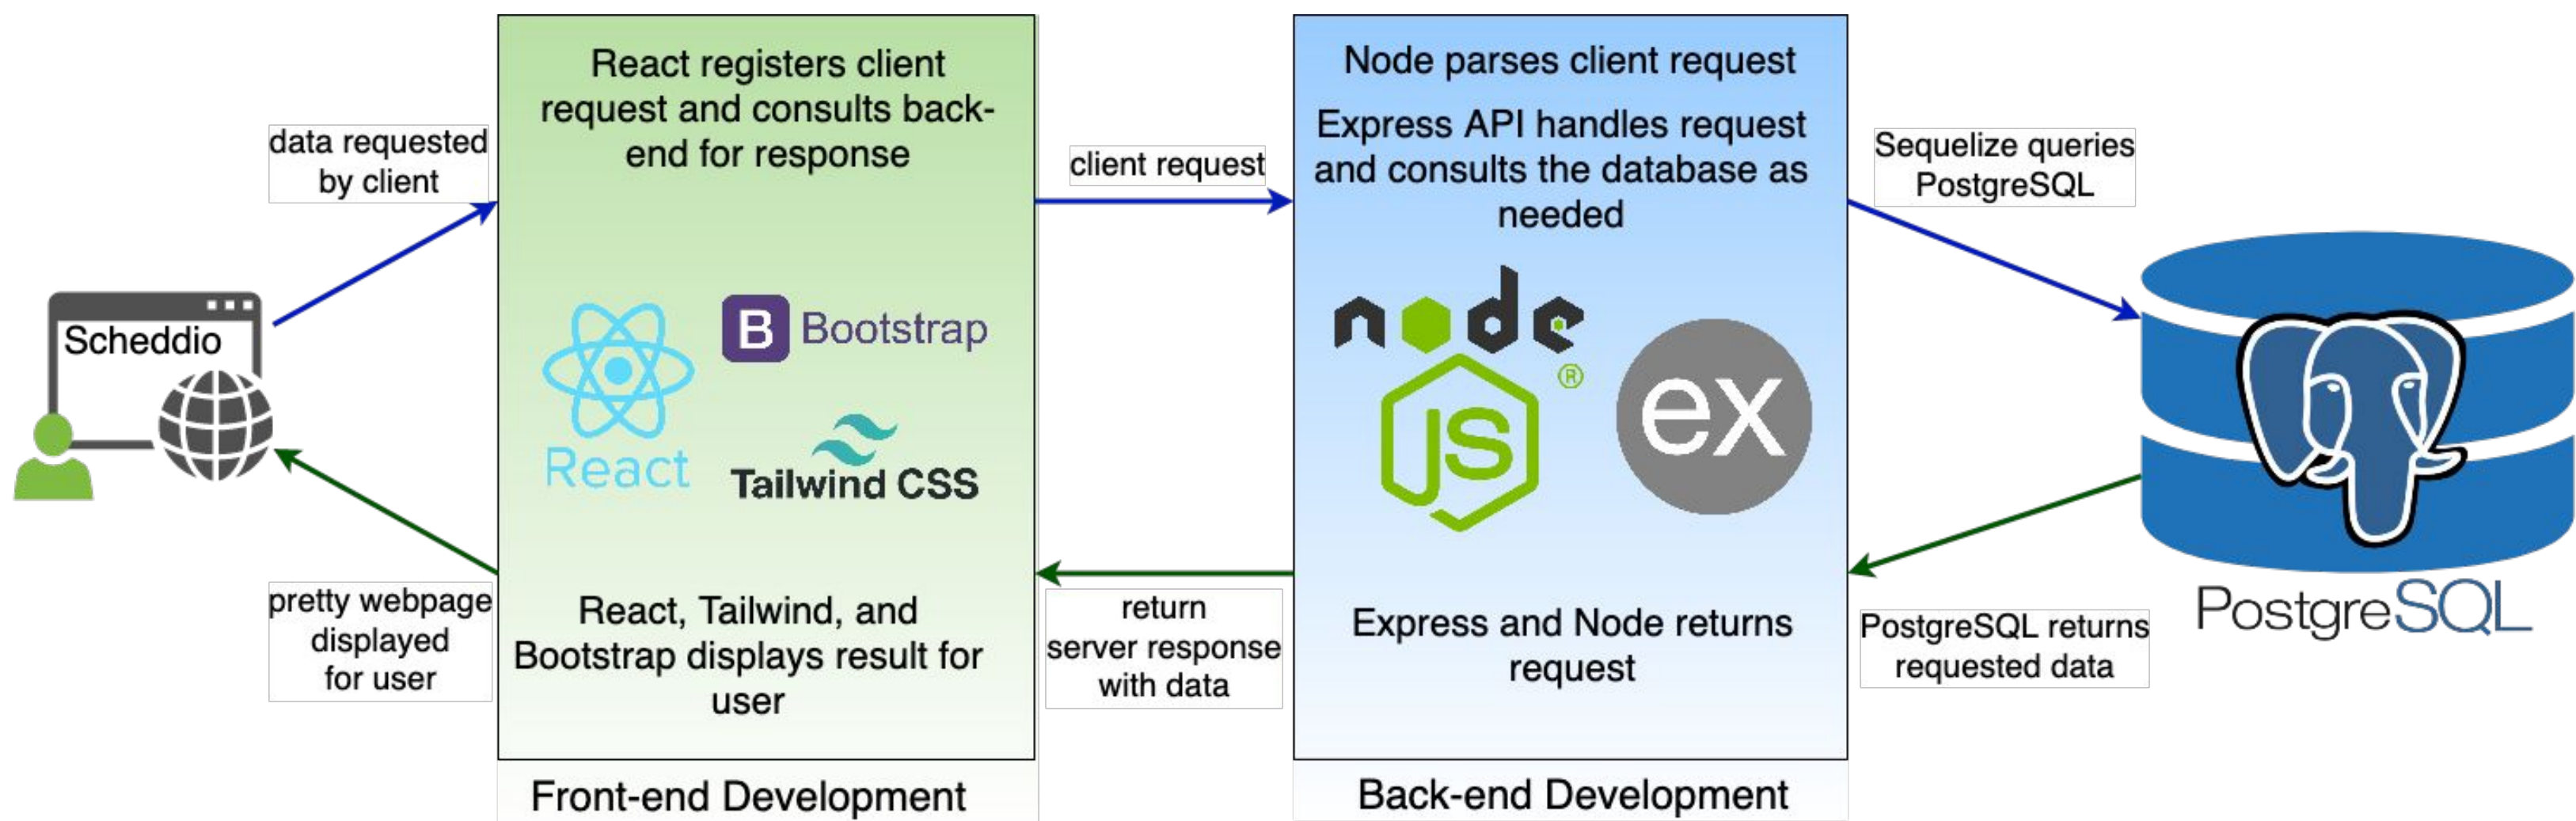 Scheddio
data requested
by client
pretty webpage
displayed
for user
React registers client
request and consults back-
end for response
React
B Bootstrap
Tailwind CSS
React, Tailwind, and
Bootstrap displays result for
user
Front-end Development
client request
return
server response
with data
Node parses client request
Express API handles request
and consults the database as
needed
node
®
JS
ex
Express and Node returns
request
Back-end Development
Sequelize queries
PostgreSQL
PostgreSQL returns
requested data
PostgreSQL